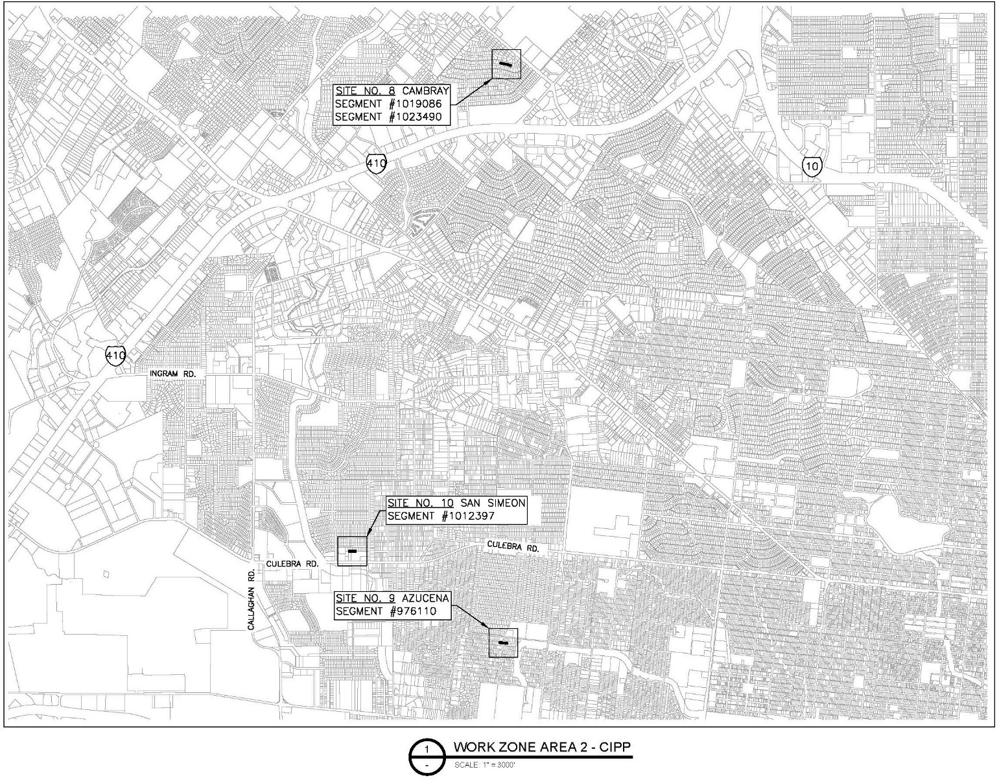 SITE NO. 8 CAMBRAY
SEGMENT #1019086
SEGMENT #1023490
410
10
410
INGRAM RD.
SITE NO. 10 SAN SIMEON
SEGMENT #1012397
CULEBRA RD.
CULEBRA RD.
CALLAGHAN RD.
SITE NO. 9 AZUCENA
SEGMENT #976110
1
-
WORK ZONE AREA 2 - CIPP
SCALE: 1" = 3000'